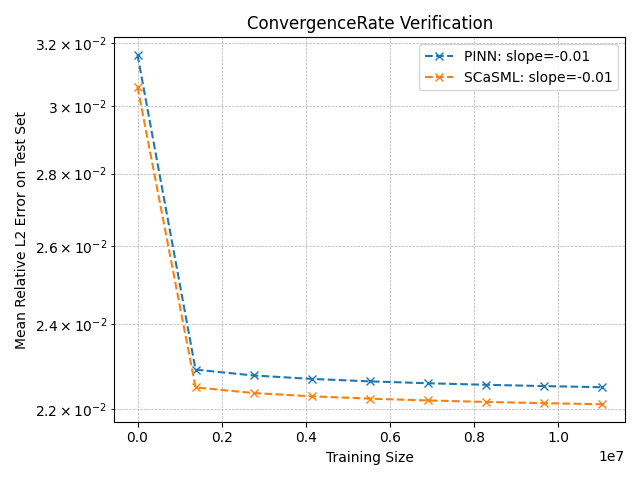 ConvergenceRate Verification
PINN: slope=-0.01
SCaSML: slope=-0.01
Mean Relative L2 Error on Test Set
3.2 × 10⁻²
3 × 10⁻²
2.8 × 10⁻²
2.6 × 10⁻²
2.4 × 10⁻²
2.2 × 10⁻²
0.0 0.2 0.4 0.6 0.8 1.0
1e7
Training Size